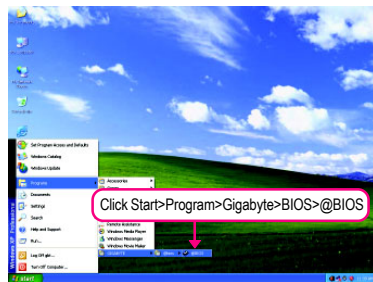 Set Program Access and Defaults
Windows Catalog
Windows Update
Programs
Documents
Settings
Search
Help and Support
Run...
Log Off
Turn Off Computer...
Windows XP Professional
start
Accessories
Click Start>Program>Gigabyte>BIOS>@BIOS
Remote Assistance
Windows Media Player
Windows Messenger
Windows Movie Maker
GIGABYTE
@BIOS